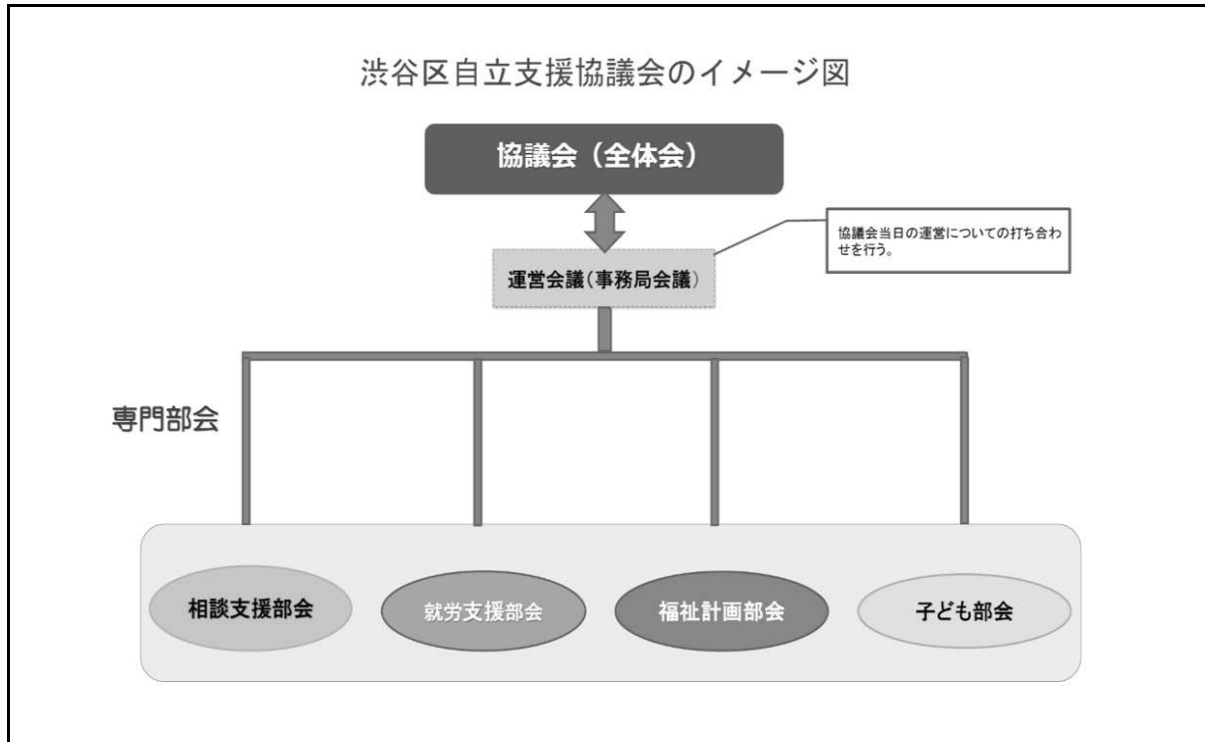 渋谷区自立支援協議会のイメージ図
協議会（全体会）
協議会当日の運営についての打ち合わ
せを行う。
運営会議（事務局会議）
専門部会
相談支援部会
就労支援部会
福祉計画部会
子ども部会